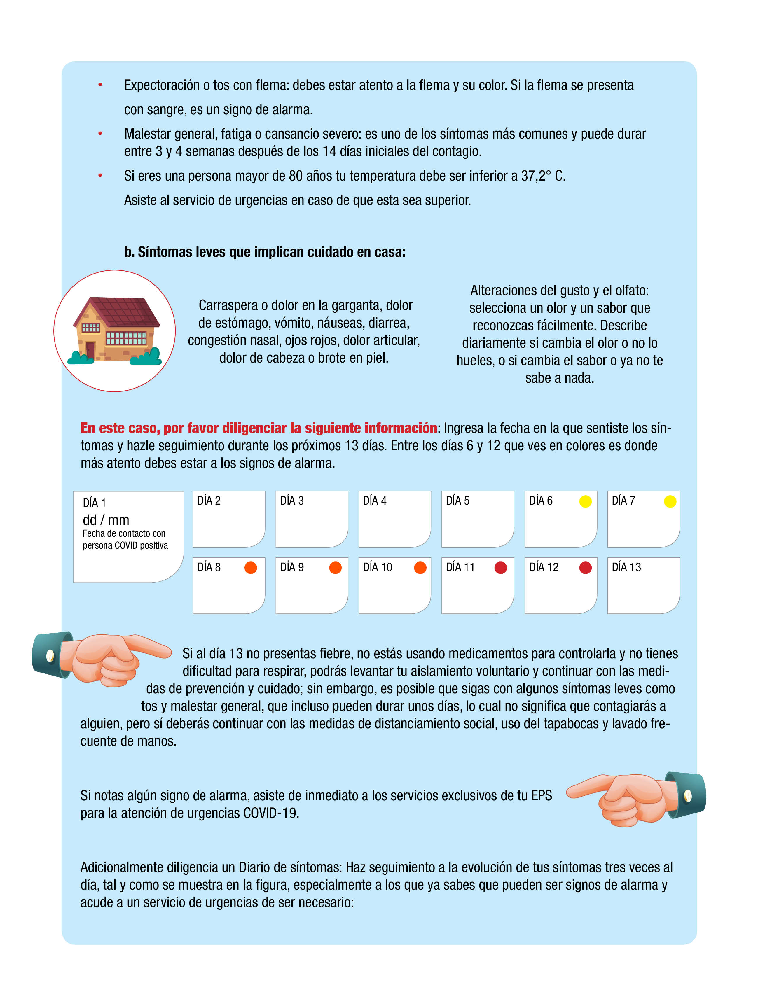 • Expectoración o tos con flema: debes estar atento a la flema y su color. Si la flema se presenta
con sangre, es un signo de alarma.
• Malestar general, fatiga o cansancio severo: es uno de los síntomas más comunes y puede durar
entre 3 y 4 semanas después de los 14 días iniciales del contagio.
• Si eres una persona mayor de 80 años tu temperatura debe ser inferior a 37,2° C.
Asiste al servicio de urgencias en caso de que esta sea superior.
b. Síntomas leves que implican cuidado en casa:
Carraspera o dolor en la garganta, dolor
de estómago, vómito, náuseas, diarrea,
congestión nasal, ojos rojos, dolor articular,
dolor de cabeza o brote en piel.
Alteraciones del gusto y el olfato:
selecciona un olor y un sabor que
reconozcas fácilmente. Describe
diariamente si cambia el olor o no lo
hueles, o si cambia el sabor o ya no te
sabe a nada.
En este caso, por favor diligenciar la siguiente información: Ingresa la fecha en la que sentiste los sín-
tomas y hazle seguimiento durante los próximos 13 días. Entre los días 6 y 12 que ves en colores es donde
más atento debes estar a los signos de alarma.
DÍA 1
dd / mm
Fecha de contacto con
persona COVID positiva
DÍA 2
DÍA 3
DÍA 4
DÍA 5
DÍA 6
DÍA 7
DÍA 8
DÍA 9
DÍA 10
DÍA 11
DÍA 12
DÍA 13
Si al día 13 no presentas fiebre, no estás usando medicamentos para controlarla y no tienes
dificultad para respirar, podrás levantar tu aislamiento voluntario y continuar con las medi-
das de prevención y cuidado; sin embargo, es posible que sigas con algunos síntomas leves como
tos y malestar general, que incluso pueden durar unos días, lo cual no significa que contagiarás a
alguien, pero sí deberás continuar con las medidas de distanciamiento social, uso del tapabocas y lavado fre-
cuente de manos.
Si notas algún signo de alarma, asiste de inmediato a los servicios exclusivos de tu EPS
para la atención de urgencias COVID-19.
Adicionalmente diligencia un Diario de síntomas: Haz seguimiento a la evolución de tus síntomas tres veces al
día, tal y como se muestra en la figura, especialmente a los que ya sabes que pueden ser signos de alarma y
acude a un servicio de urgencias de ser necesario: